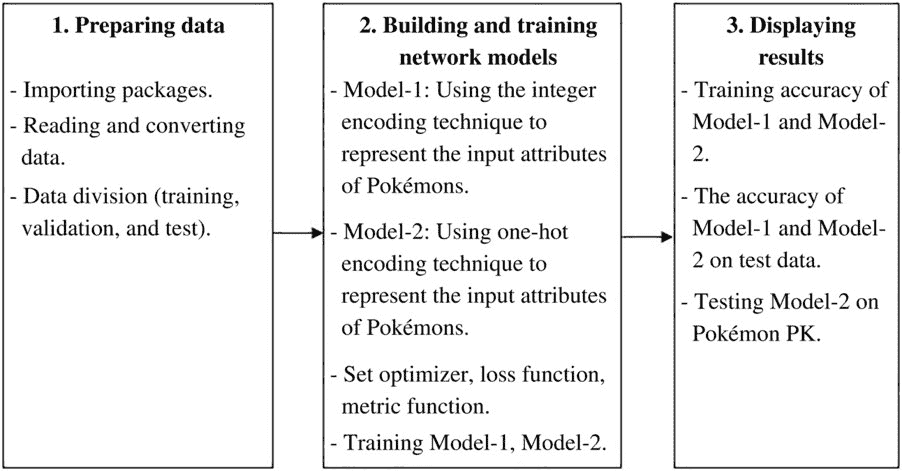 1. Preparing data
- Importing packages.
- Reading and converting
data.
- Data division (training,
validation, and test).
2. Building and training
network models
- Model-1: Using the integer
encoding technique to
represent the input attributes
of Pokémons.
- Model-2: Using one-hot
encoding technique to
represent the input attributes
of Pokémons.
- Set optimizer, loss function,
metric function.
- Training Model-1, Model-2.
3. Displaying
results
- Training accuracy of
Model-1 and Model-
2.
- The accuracy of
Model-1 and Model-
2 on test data.
- Testing Model-2 on
Pokémon PK.